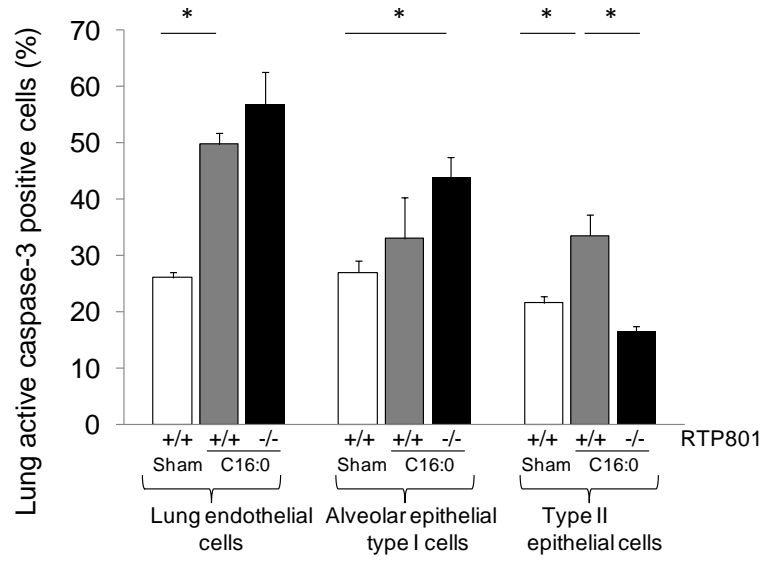 Lung active caspase-3 positive cells (%)
70
60
50
40
30
20
10
0
* * * *
+/+ +/+ -/- +/+ +/+ -/- +/+ +/+ -/- RTP801
Sham C16:0 Sham C16:0 Sham C16:0
Lung endothelial Alveolar epithelial Type II
cells type I cells epithelial cells